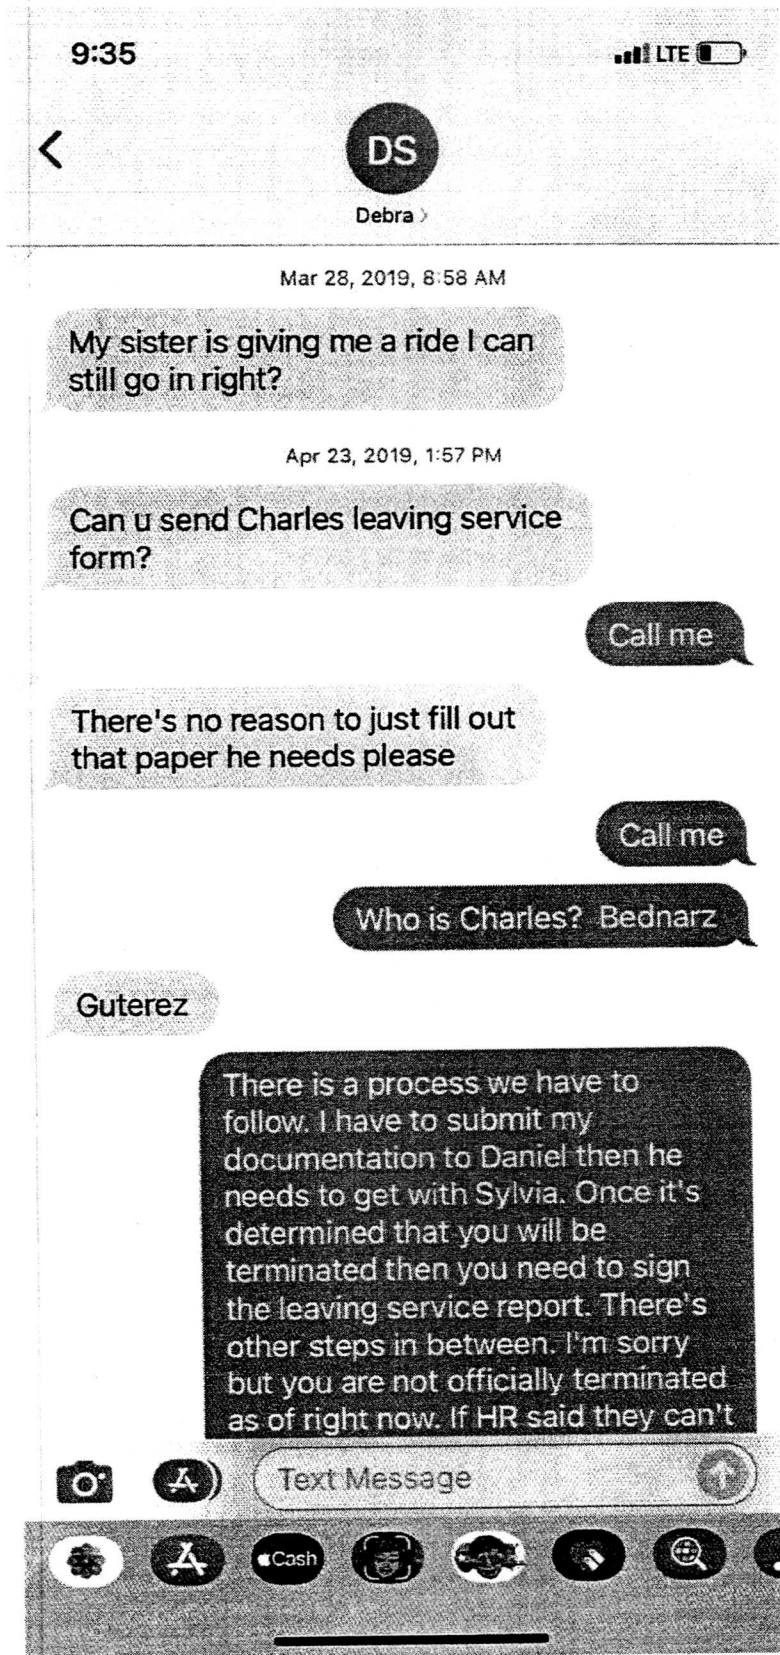 9:35
LTE
DS
Debra >
Mar 28, 2019, 8:58 AM
My sister is giving me a ride I can
still go in right?
Apr 23, 2019, 1:57 PM
Can u send Charles leaving service
form?
Call me
There's no reason to just fill out
that paper he needs please
Call me
Who is Charles?  Bednarz
Guterez
There is a process we have to
follow. I have to submit my
documentation to Daniel then he
needs to get with Sylvia. Once it's
determined that you will be
terminated then you need to sign
the leaving service report. There's
other steps in between. I'm sorry
but you are not officially terminated
as of right now. If HR said they can't
Text Message
Cash